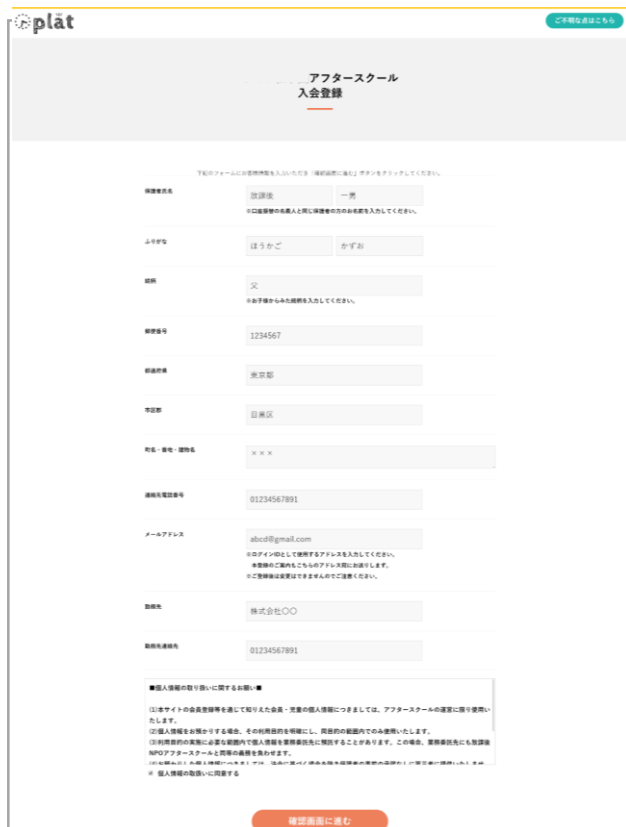 plät
ご不明な点はこちら
アフタースクール
入会登録
下記のフォームにお客様情報を入力いただき「確認画面に進む」ボタンをクリックしてください。
保護者氏名
放課後 一男
※口座振替の名義人と同じ保護者の方のお名前を入力してください。
ふりがな
ほうかご かずお
続柄
父
※お子様からみた続柄を入力してください。
郵便番号
1234567
都道府県
東京都
市区郡
目黒区
町名・番地・建物名
×××
連絡先電話番号
01234567891
メールアドレス
abcd@gmail.com
※ログインIDとして使用するアドレスを入力してください。
本登録のご案内もこちらのアドレス宛にお送りします。
※ご登録後は変更はできませんのでご注意ください。
勤務先
株式会社〇〇
勤務先連絡先
01234567891
■個人情報の取り扱いに関するお願い■
(1)本サイトの会員登録等を通じて知りえた会員・児童の個人情報につきましては、アフタースクールの運営に限り使用い
たします。
(2)個人情報をお預かりする場合、その利用目的を明確にし、同目的の範囲内でのみ使用いたします。
(3)利用目的の実施に必要な範囲内で個人情報を業務委託先に預託することがあります。この場合、業務委託先にも放課後
NPOアフタースクールと同等の義務を負わせます。
個人情報の取扱いに同意する
確認画面に進む